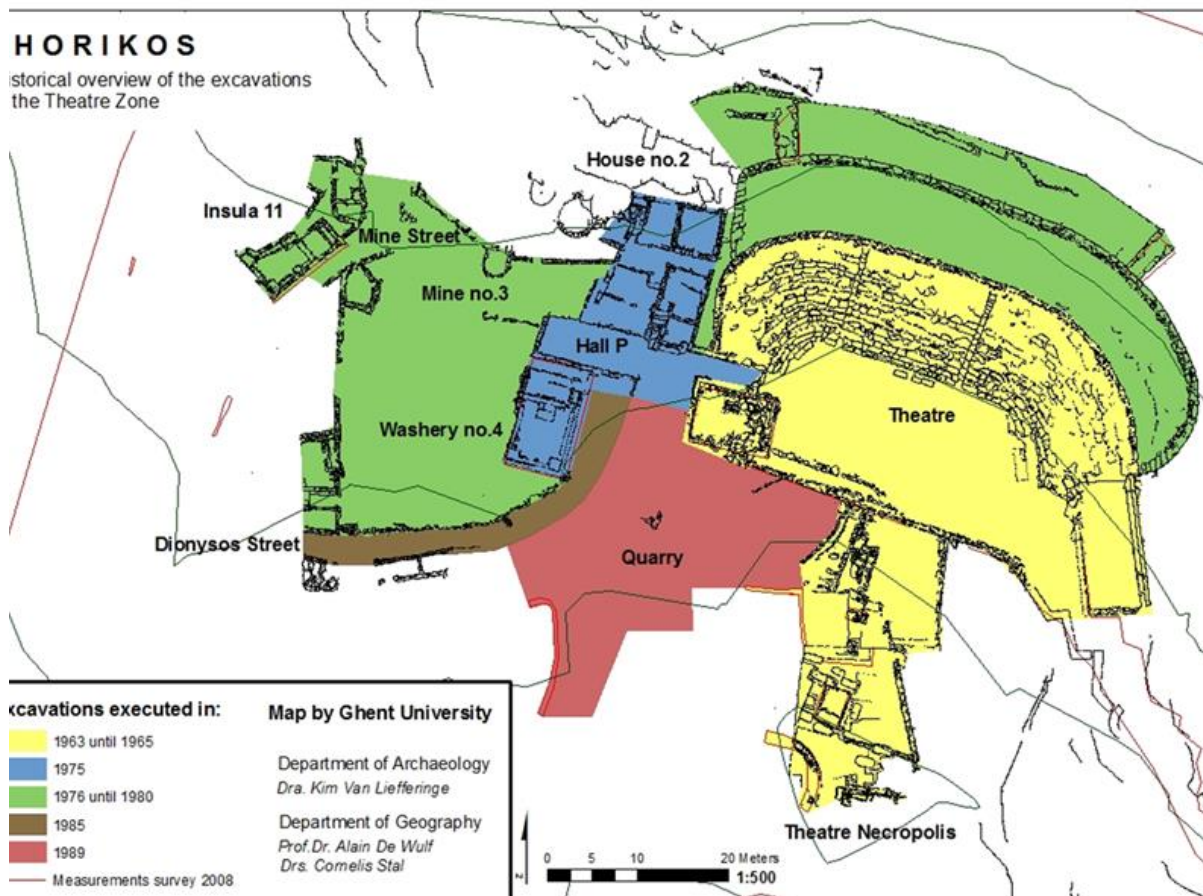 HORIKOS
istorical overview of the excavations
the Theatre Zone
House no.2
Insula 11
Mine Street
Mine no.3
Hall P
Washery no.4
Theatre
Dionysos Street
Quarry
Theatre Necropolis
xcavations executed in:
1963 until 1965
1975
1976 until 1980
1985
1989
Measurements survey 2008
Map by Ghent University
Department of Archaeology
Dra. Kim Van Liefferinge
Department of Geography
Prof.Dr. Alain De Wulf
Drs. Cornelis Stal
0 5 10 20 Meters
1:500